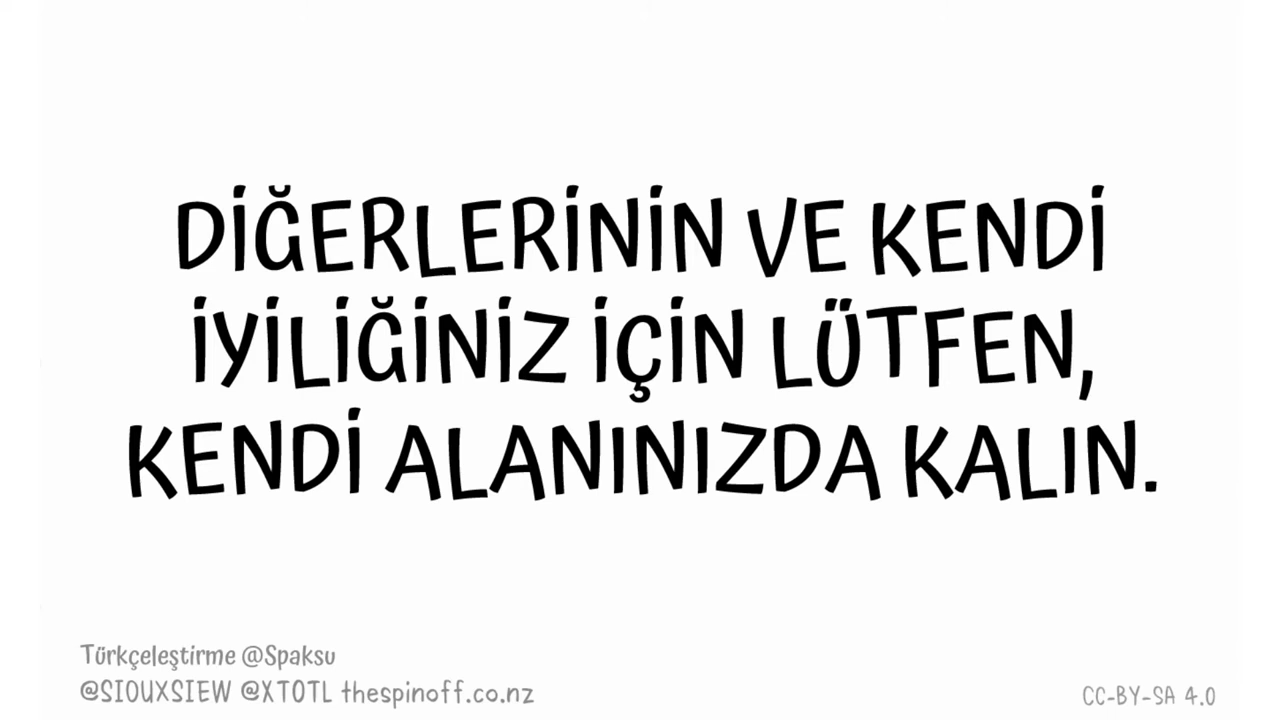 DİĞERLERİNİN VE KENDİ
İYİLİĞİNİZ İÇİN LÜTFEN,
KENDİ ALANINIZDA KALIN.
Türkçeleştirme @Spaksu
@SIOUXSIEW @XTOTL thespinoff.co.nz
CC-BY-SA 4.0